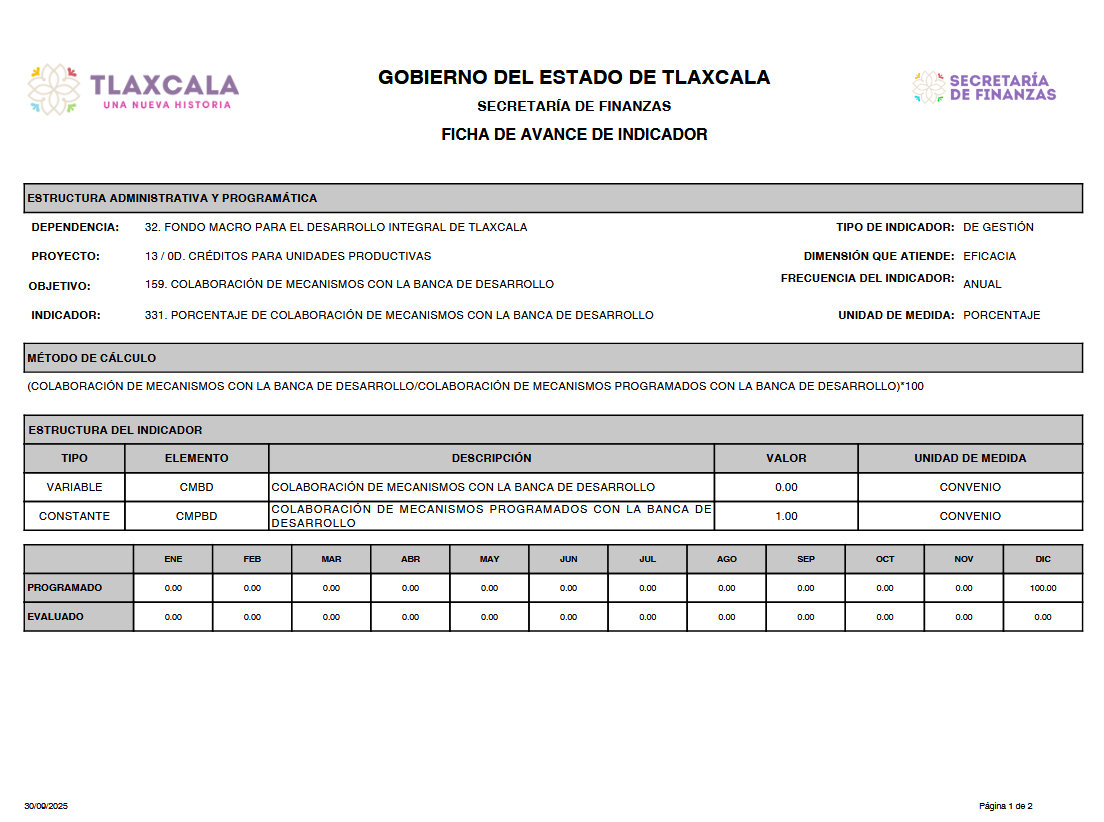 TLAXCALA
UNA NUEVA HISTORIA
GOBIERNO DEL ESTADO DE TLAXCALA
SECRETARÍA DE FINANZAS
FICHA DE AVANCE DE INDICADOR
SECRETARÍA
DE FINANZAS
ESTRUCTURA ADMINISTRATIVA Y PROGRAMÁTICA
DEPENDENCIA: 32. FONDO MACRO PARA EL DESARROLLO INTEGRAL DE TLAXCALA TIPO DE INDICADOR: DE GESTIÓN
PROYECTO: 13 / 0D. CRÉDITOS PARA UNIDADES PRODUCTIVAS DIMENSIÓN QUE ATIENDE: EFICACIA
OBJETIVO: 159. COLABORACIÓN DE MECANISMOS CON LA BANCA DE DESARROLLO FRECUENCIA DEL INDICADOR: ANUAL
INDICADOR: 331. PORCENTAJE DE COLABORACIÓN DE MECANISMOS CON LA BANCA DE DESARROLLO UNIDAD DE MEDIDA: PORCENTAJE
MÉTODO DE CÁLCULO
(COLABORACIÓN DE MECANISMOS CON LA BANCA DE DESARROLLO/COLABORACIÓN DE MECANISMOS PROGRAMADOS CON LA BANCA DE DESARROLLO)*100
ESTRUCTURA DEL INDICADOR
TIPO ELEMENTO DESCRIPCIÓN VALOR UNIDAD DE MEDIDA
VARIABLE CMBD COLABORACIÓN DE MECANISMOS CON LA BANCA DE DESARROLLO 0.00 CONVENIO
CONSTANTE CMPBD COLABORACIÓN DE MECANISMOS PROGRAMADOS CON LA BANCA DE
DESARROLLO 1.00 CONVENIO
ENE FEB MAR ABR MAY JUN JUL AGO SEP OCT NOV DIC
PROGRAMADO 0.00 0.00 0.00 0.00 0.00 0.00 0.00 0.00 0.00 0.00 0.00 100.00
EVALUADO 0.00 0.00 0.00 0.00 0.00 0.00 0.00 0.00 0.00 0.00 0.00 0.00
30/09/2025 Página 1 de 2